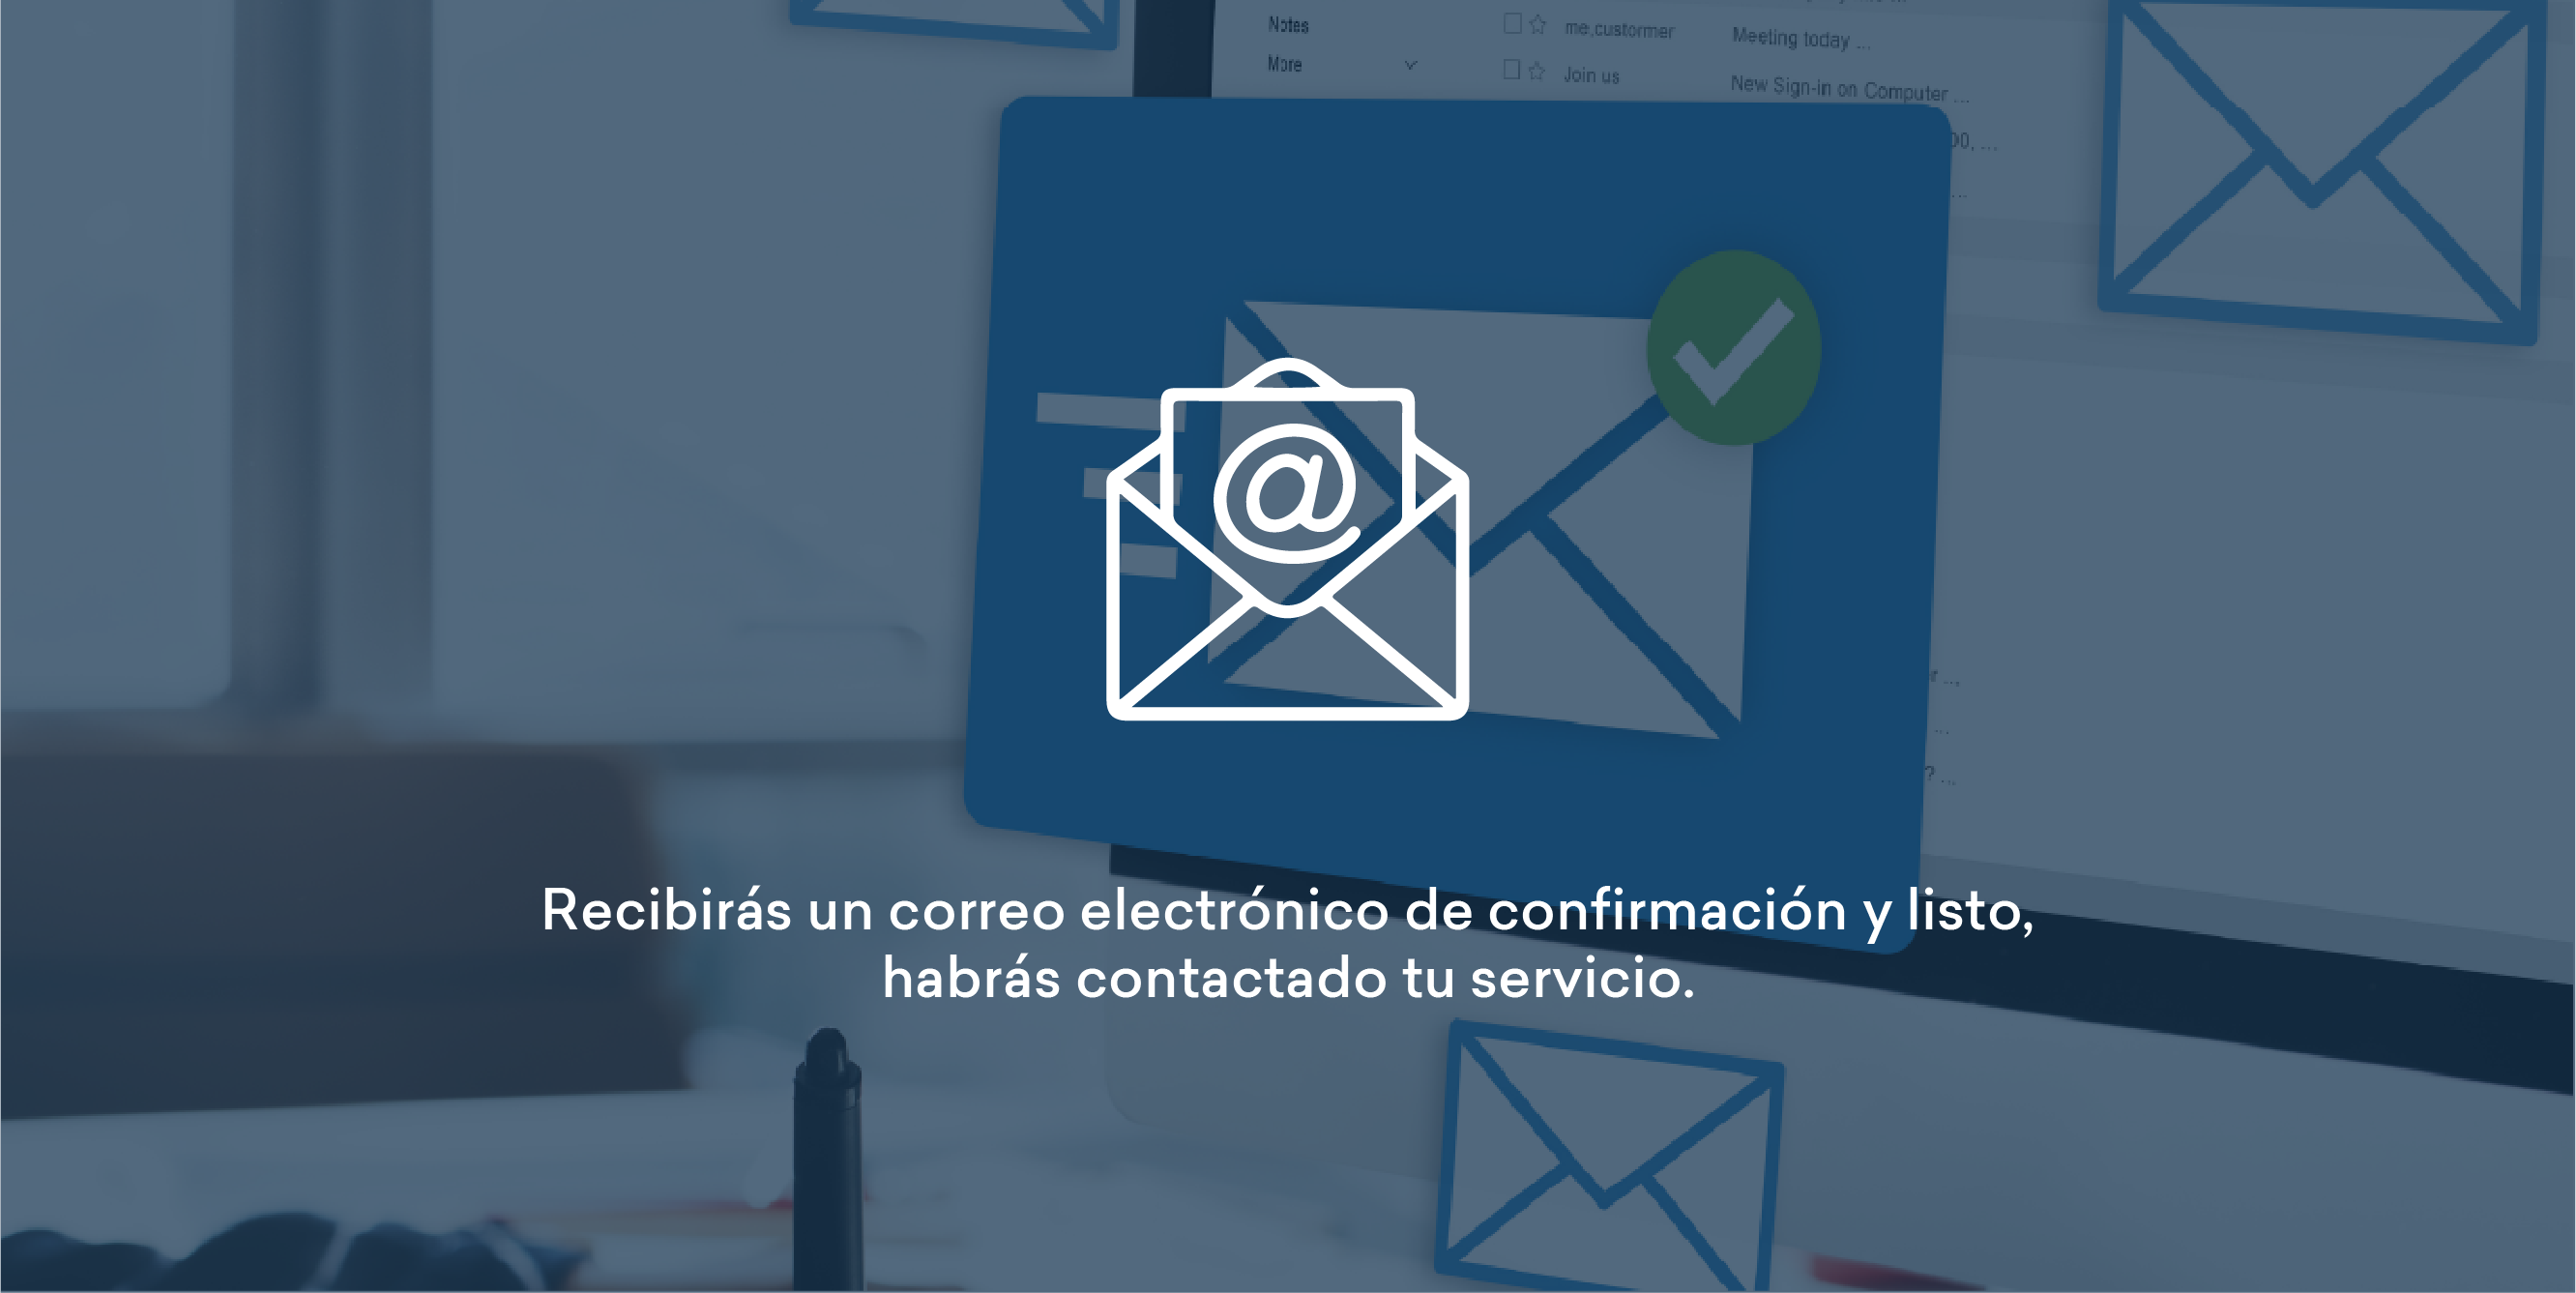 Notes
me,custormer
Meeting today ...
More
Join us
New Sign-in on Computer ...
00, ...
@
Recibirás un correo electrónico de confirmación y listo,
habrás contactado tu servicio.